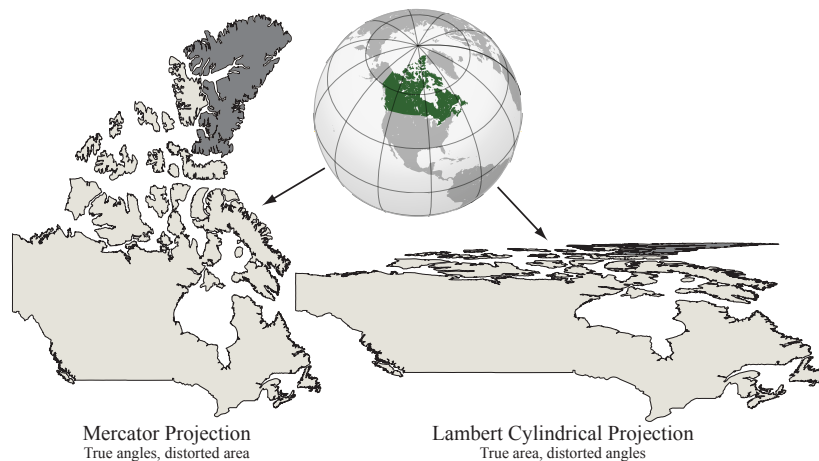 Mercator Projection
True angles, distorted area
Lambert Cylindrical Projection
True area, distorted angles